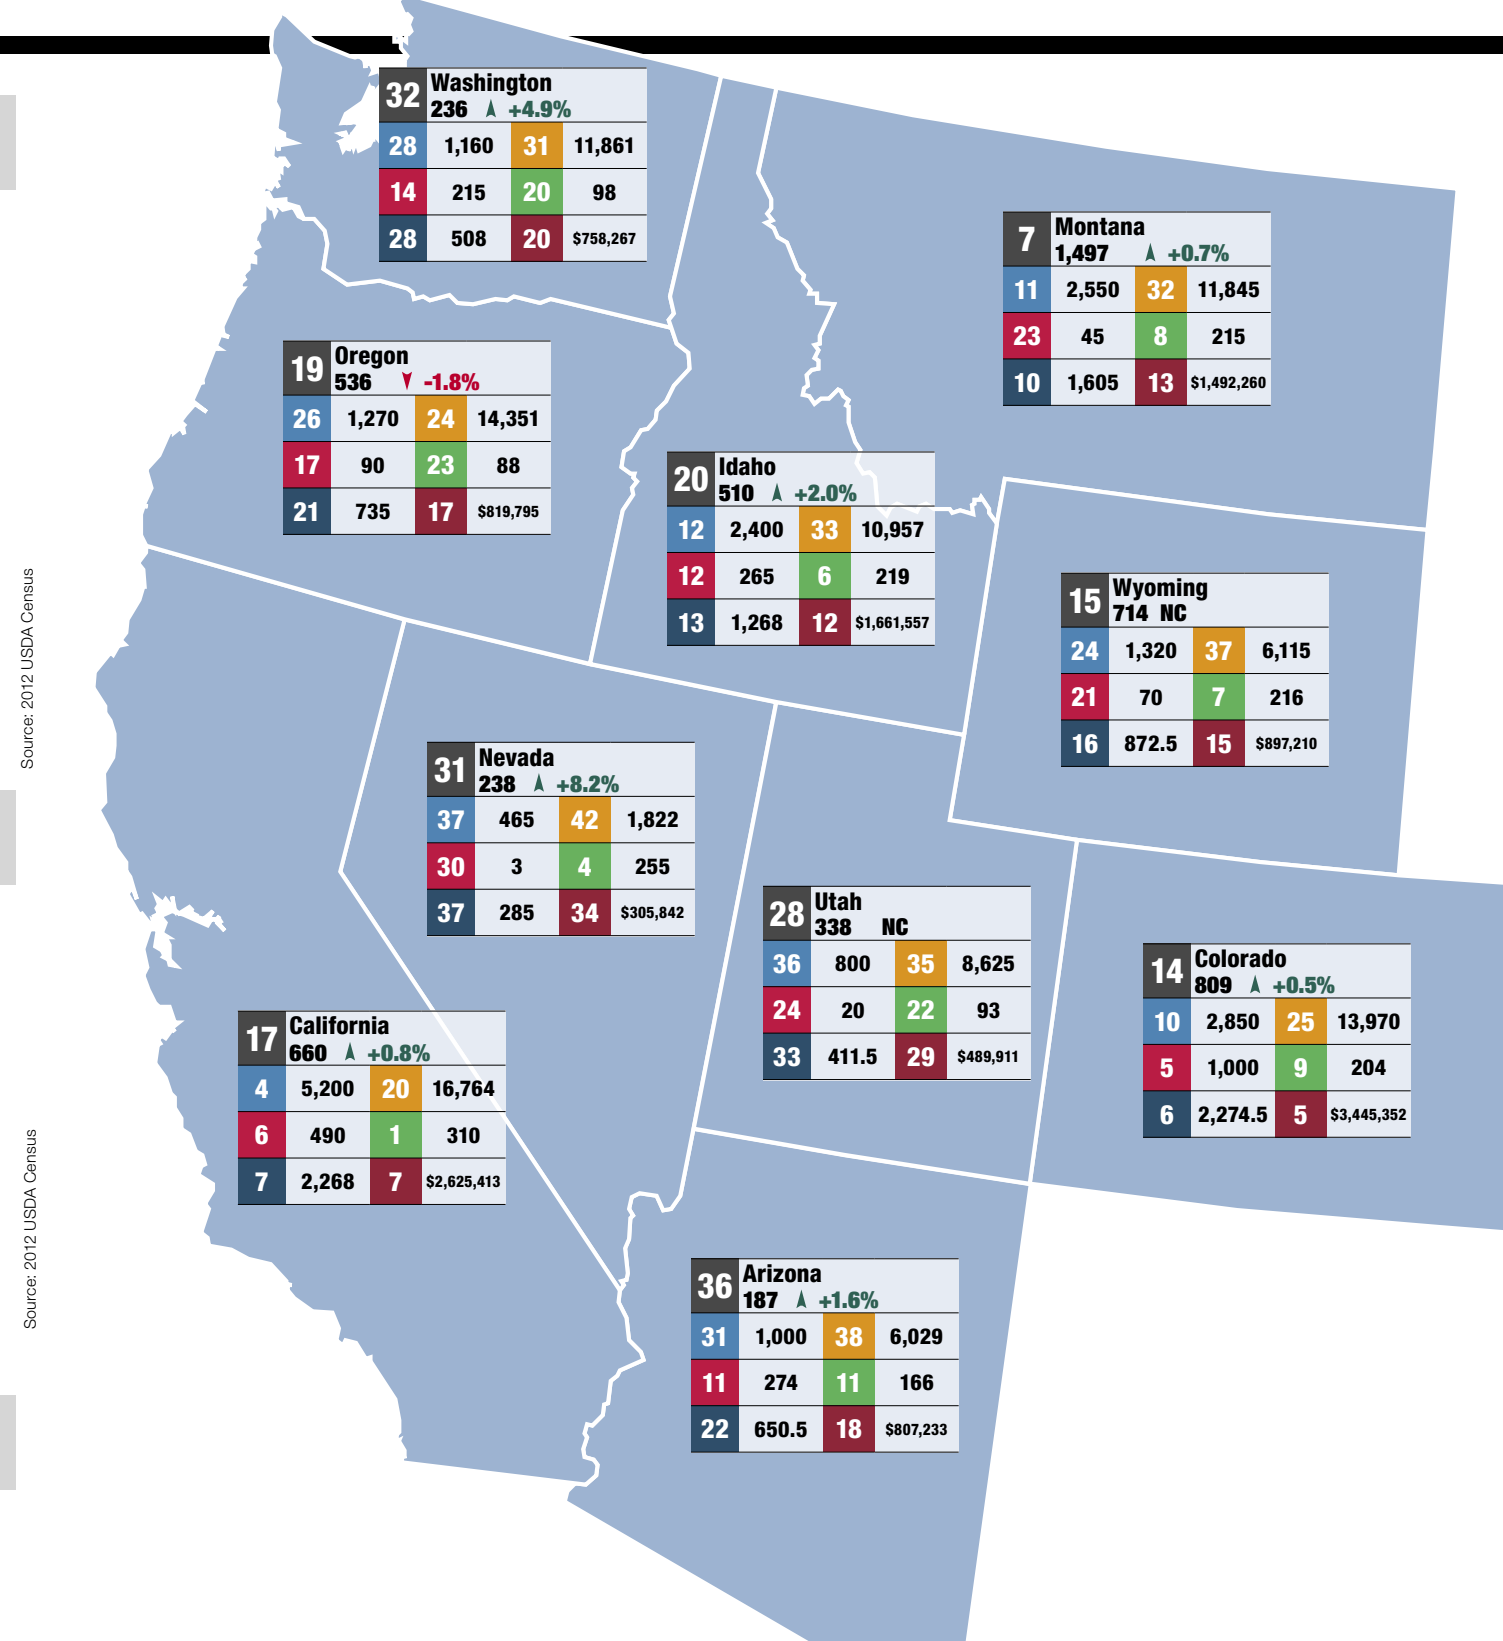 32 Washington
236 +4.9%
28 1,160 31 11,861
14 215 20 98
28 508 20 $758,267
7 Montana
1,497 +0.7%
11 2,550 32 11,845
23 45 8 215
10 1,605 13 $1,492,260
19 Oregon
536 -1.8%
26 1,270 24 14,351
17 90 23 88
21 735 17 $819,795
20 Idaho
510 +2.0%
12 2,400 33 10,957
12 265 6 219
13 1,268 12 $1,661,557
15 Wyoming
714 NC
24 1,320 37 6,115
21 70 7 216
16 872.5 15 $897,210
Source: 2012 USDA Census
31 Nevada
238 +8.2%
37 465 42 1,822
30 3 4 255
37 285 34 $305,842
28 Utah
338 NC
36 800 35 8,625
24 20 22 93
33 411.5 29 $489,911
14 Colorado
809 +0.5%
10 2,850 25 13,970
5 1,000 9 204
6 2,274.5 5 $3,445,352
17 California
660 +0.8%
4 5,200 20 16,764
6 490 1 310
7 2,268 7 $2,625,413
Source: 2012 USDA Census
36 Arizona
187 +1.6%
31 1,000 38 6,029
11 274 11 166
22 650.5 18 $807,233